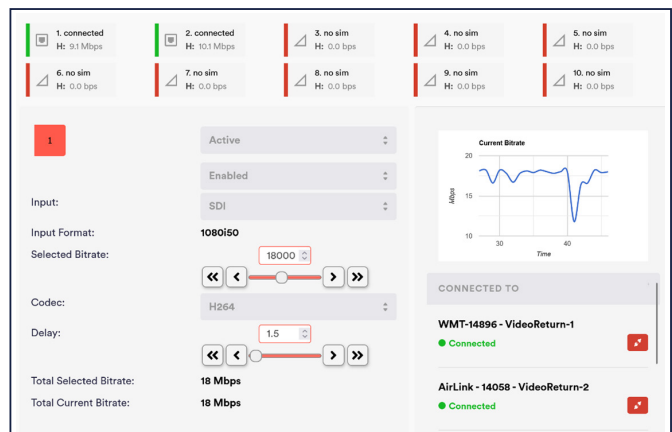 1. connected
H: 9.1 Mbps
2. connected
H: 10.1 Mbps
3. no sim
H: 0.0 bps
4. no sim
H: 0.0 bps
5. no sim
H: 0.0 bps
6. no sim
H: 0.0 bps
7. no sim
H: 0.0 bps
8. no sim
H: 0.0 bps
9. no sim
H: 0.0 bps
10. no sim
H: 0.0 bps
1
Active
Enabled
Input:
SDI
Input Format:
1080i50
Selected Bitrate:
18000
Codec:
H264
Delay:
1.5
Total Selected Bitrate:
18 Mbps
Total Current Bitrate:
18 Mbps
Current Bitrate
20
15
10
Mbps
30
40
Time
CONNECTED TO
WMT-14896 - VideoReturn-1
Connected
AirLink - 14058 - VideoReturn-2
Connected